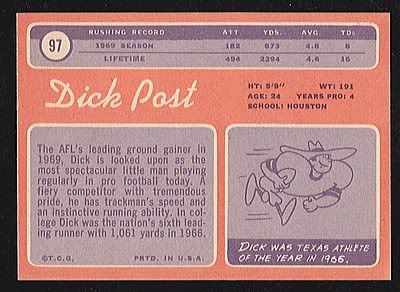 97
RUSHING RECORD ATT. YDS. AVG. TDs
1969 SEASON 182 873 4.8 6
LIFETIME 494 2294 4.6 16
Dick Post
HT: 5'9" WT: 191
AGE: 24 YEARS PRO: 4
SCHOOL: HOUSTON
The AFL's leading ground gainer in
1969, Dick is looked upon as the
most spectacular little man playing
regularly in pro football today. A
fiery competitor with tremendous
pride, he has trackman's speed and
an instinctive running ability. In col-
lege Dick was the nation's sixth lead-
ing runner with 1,061 yards in 1966.
©T.C.G. PRTD. IN U.S.A.
DICK WAS TEXAS ATHLETE
OF THE YEAR IN 1966.